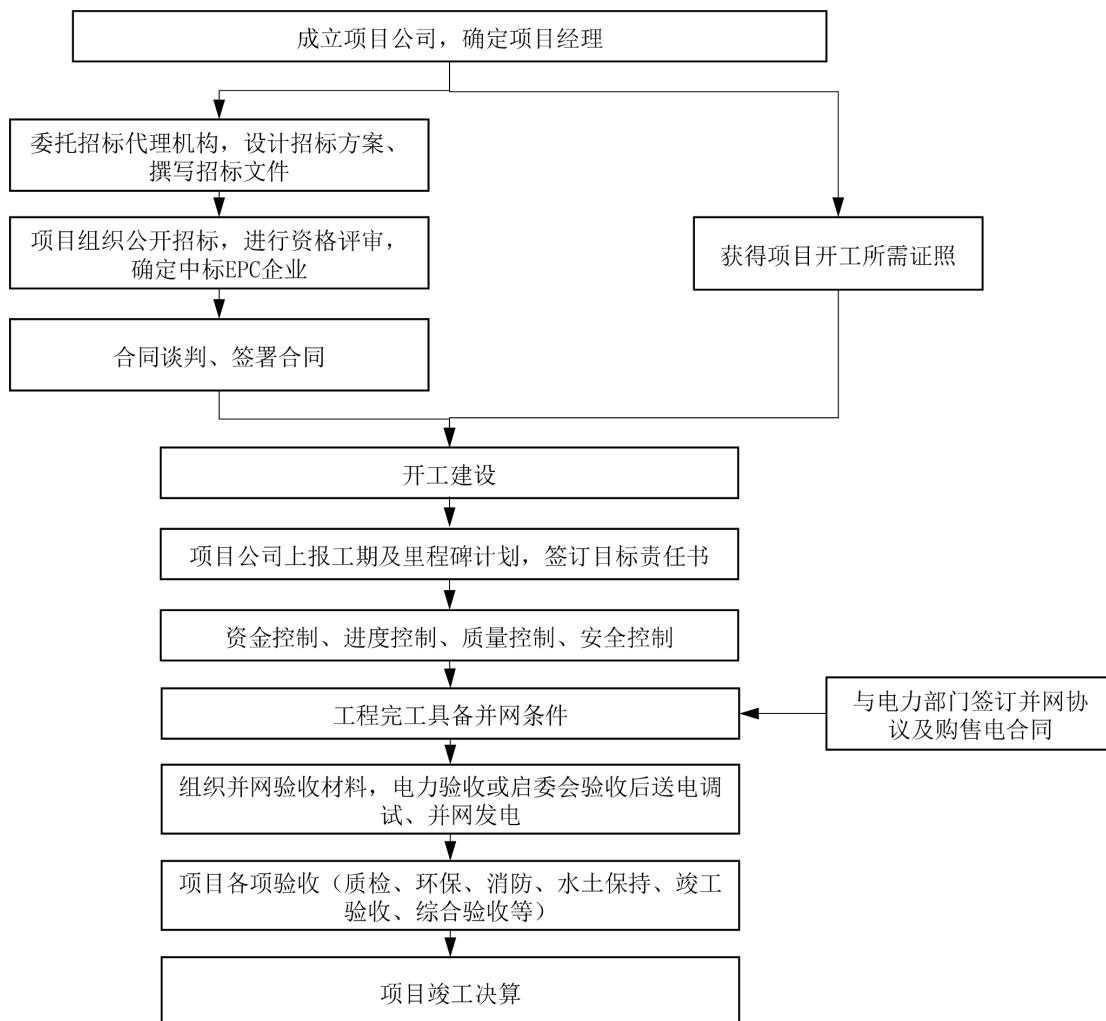 成立项目公司，确定项目经理
委托招标代理机构，设计招标方案、
撰写招标文件
项目组织公开招标，进行资格评审，
确定中标EPC企业
获得项目开工所需证照
合同谈判、签署合同
开工建设
项目公司上报工期及里程碑计划，签订目标责任书
资金控制、进度控制、质量控制、安全控制
工程完工具备并网条件
与电力部门签订并网协
议及购售电合同
组织并网验收材料，电力验收或启委会验收后送电调
试、并网发电
项目各项验收（质检、环保、消防、水土保持、竣工
验收、综合验收等）
项目竣工决算